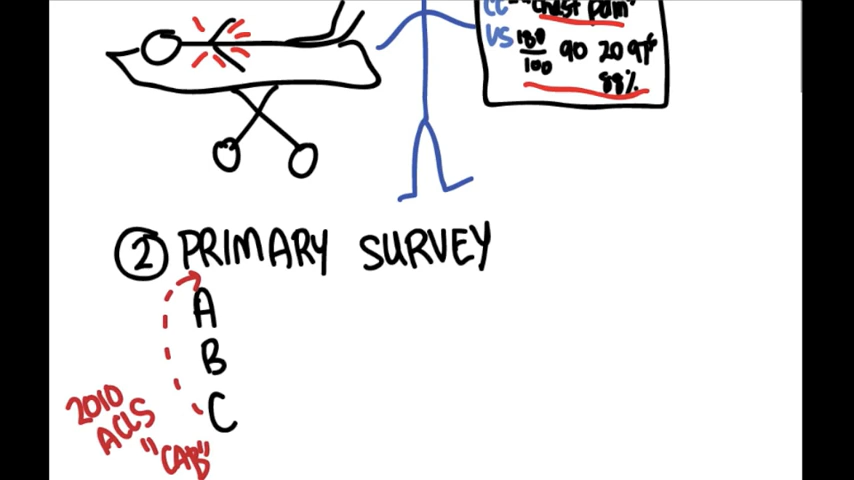 CC "chest pain"
VS 180/100 90 20 97°F
88%
② PRIMARY SURVEY
A
B
C
2010
ACLS
"CAB"